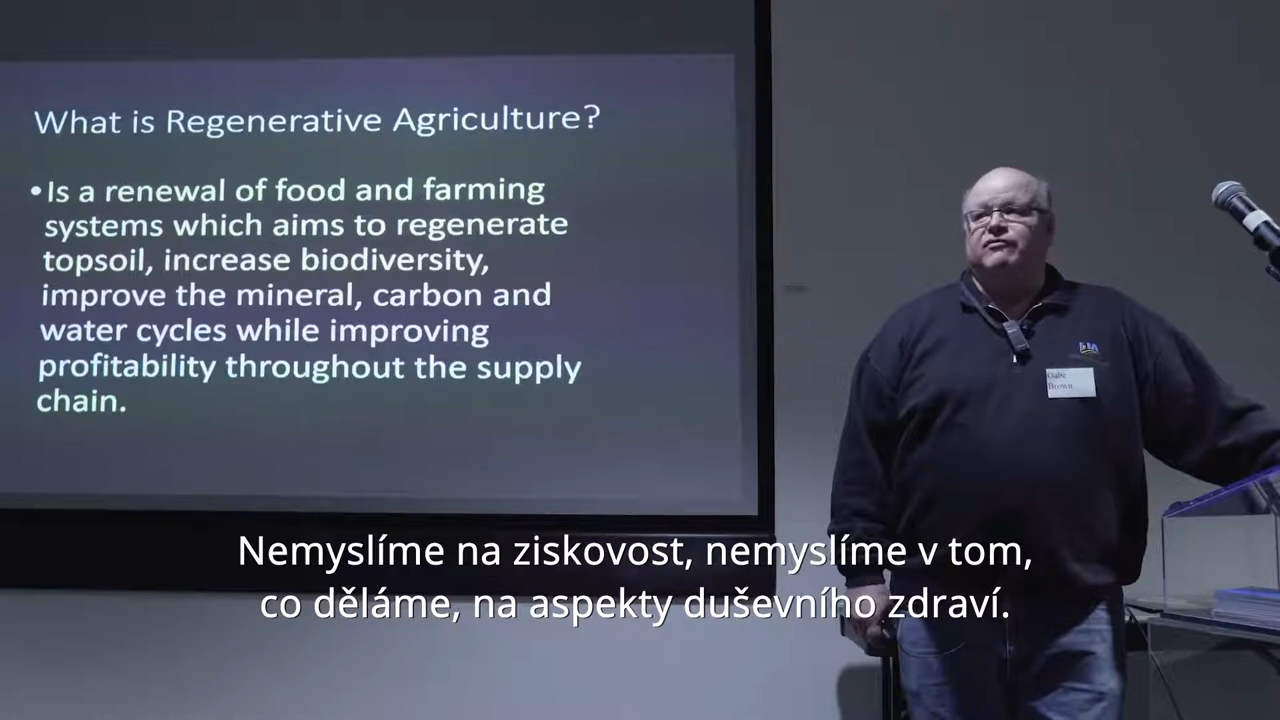 What is Regenerative Agriculture?
•Is a renewal of food and farming
systems which aims to regenerate
topsoil, increase biodiversity,
improve the mineral, carbon and
water cycles while improving
profitability throughout the supply
chain.
Gabe
Brown
Nemyslíme na ziskovost, nemyslíme v tom,
co děláme, na aspekty duševního zdraví.